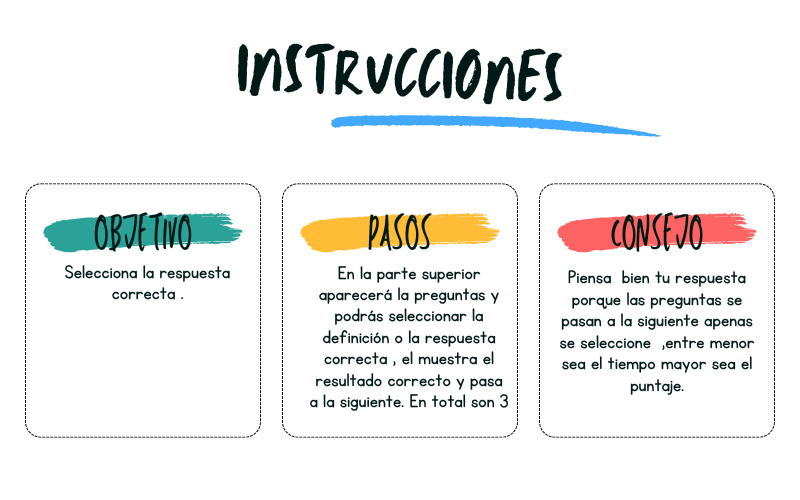 INSTRUCCIONES
OBJETIVO
Selecciona la respuesta
correcta .
PASOS
En la parte superior
aparecerá la preguntas y
podrás seleccionar la
definición o la respuesta
correcta , el muestra el
resultado correcto y pasa
a la siguiente. En total son 3
CONSEJO
Piensa  bien tu respuesta
porque las preguntas se
pasan a la siguiente apenas
se seleccione  ,entre menor
sea el tiempo mayor sea el
puntaje.